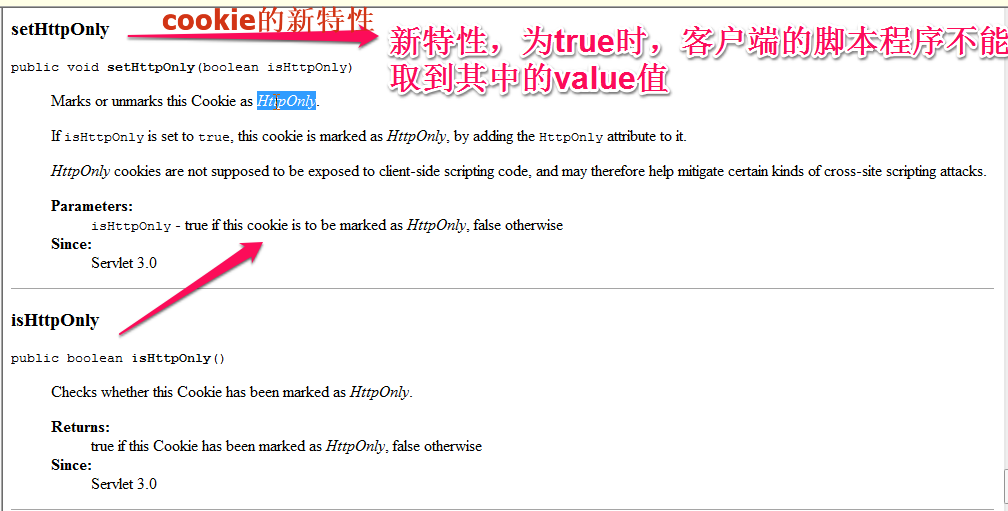 cookie的新特性
setHttpOnly
新特性，为true时，客户端的脚本程序不能
取到其中的value值
public void setHttpOnly(boolean isHttpOnly)
Marks or unmarks this Cookie as HttpOnly.
If isHttpOnly is set to true, this cookie is marked as HttpOnly, by adding the HttpOnly attribute to it.
HttpOnly cookies are not supposed to be exposed to client-side scripting code, and may therefore help mitigate certain kinds of cross-site scripting attacks.
Parameters:
isHttpOnly - true if this cookie is to be marked as HttpOnly, false otherwise
Since:
Servlet 3.0
isHttpOnly
public boolean isHttpOnly()
Checks whether this Cookie has been marked as HttpOnly.
Returns:
true if this Cookie has been marked as HttpOnly, false otherwise
Since:
Servlet 3.0